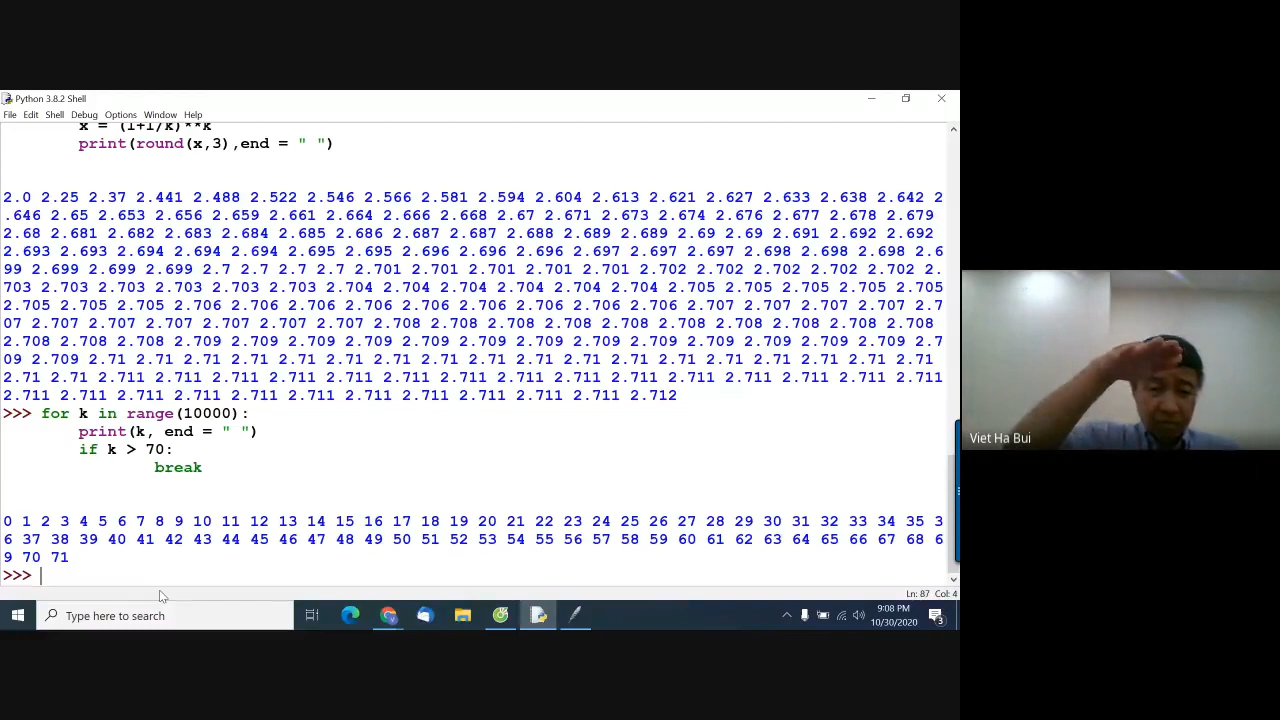 Python 3.8.2 Shell
File Edit Shell Debug Options Window Help
x = (1+1/k)**k
print(round(x,3),end = " ")
2.0 2.25 2.37 2.441 2.488 2.522 2.546 2.566 2.581 2.594 2.604 2.613 2.621 2.627 2.633 2.638 2.642 2
.646 2.65 2.653 2.656 2.659 2.661 2.664 2.666 2.668 2.67 2.671 2.673 2.674 2.676 2.677 2.678 2.679
2.68 2.681 2.682 2.683 2.684 2.685 2.686 2.687 2.687 2.688 2.689 2.689 2.69 2.69 2.691 2.692 2.692
2.693 2.693 2.694 2.694 2.694 2.695 2.695 2.696 2.696 2.696 2.697 2.697 2.697 2.698 2.698 2.698 2.6
99 2.699 2.699 2.699 2.7 2.7 2.7 2.7 2.701 2.701 2.701 2.701 2.701 2.702 2.702 2.702 2.702 2.702 2.
703 2.703 2.703 2.703 2.703 2.703 2.704 2.704 2.704 2.704 2.704 2.704 2.705 2.705 2.705 2.705 2.705
2.705 2.705 2.705 2.706 2.706 2.706 2.706 2.706 2.706 2.706 2.706 2.706 2.707 2.707 2.707 2.707 2.7
07 2.707 2.707 2.707 2.707 2.707 2.708 2.708 2.708 2.708 2.708 2.708 2.708 2.708 2.708 2.708 2.708
2.708 2.708 2.708 2.709 2.709 2.709 2.709 2.709 2.709 2.709 2.709 2.709 2.709 2.709 2.709 2.709 2.7
09 2.709 2.71 2.71 2.71 2.71 2.71 2.71 2.71 2.71 2.71 2.71 2.71 2.71 2.71 2.71 2.71 2.71 2.71 2.71
2.71 2.71 2.711 2.711 2.711 2.711 2.711 2.711 2.711 2.711 2.711 2.711 2.711 2.711 2.711 2.711 2.711
2.711 2.711 2.711 2.711 2.711 2.711 2.711 2.711 2.711 2.711 2.711 2.712
>>> for k in range(10000):
print(k, end = " ")
if k > 70:
break
0 1 2 3 4 5 6 7 8 9 10 11 12 13 14 15 16 17 18 19 20 21 22 23 24 25 26 27 28 29 30 31 32 33 34 35 3
6 37 38 39 40 41 42 43 44 45 46 47 48 49 50 51 52 53 54 55 56 57 58 59 60 61 62 63 64 65 66 67 68 6
9 70 71
>>>
Viet Ha Bui
Ln: 87 Col: 4
Type here to search
9:08 PM
10/30/2020
3